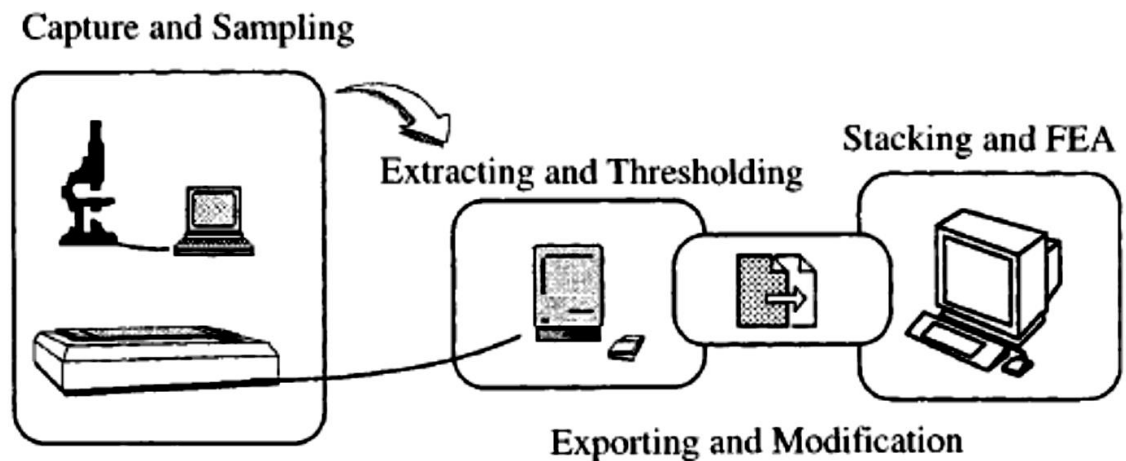 Capture and Sampling
Extracting and Thresholding
Stacking and FEA
Exporting and Modification